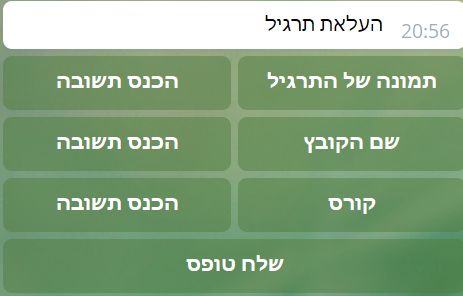 העלאת תרגיל
20:56
תמונה של התרגיל
הכנס תשובה
שם הקובץ
הכנס תשובה
קורס
הכנס תשובה
שלח טופס